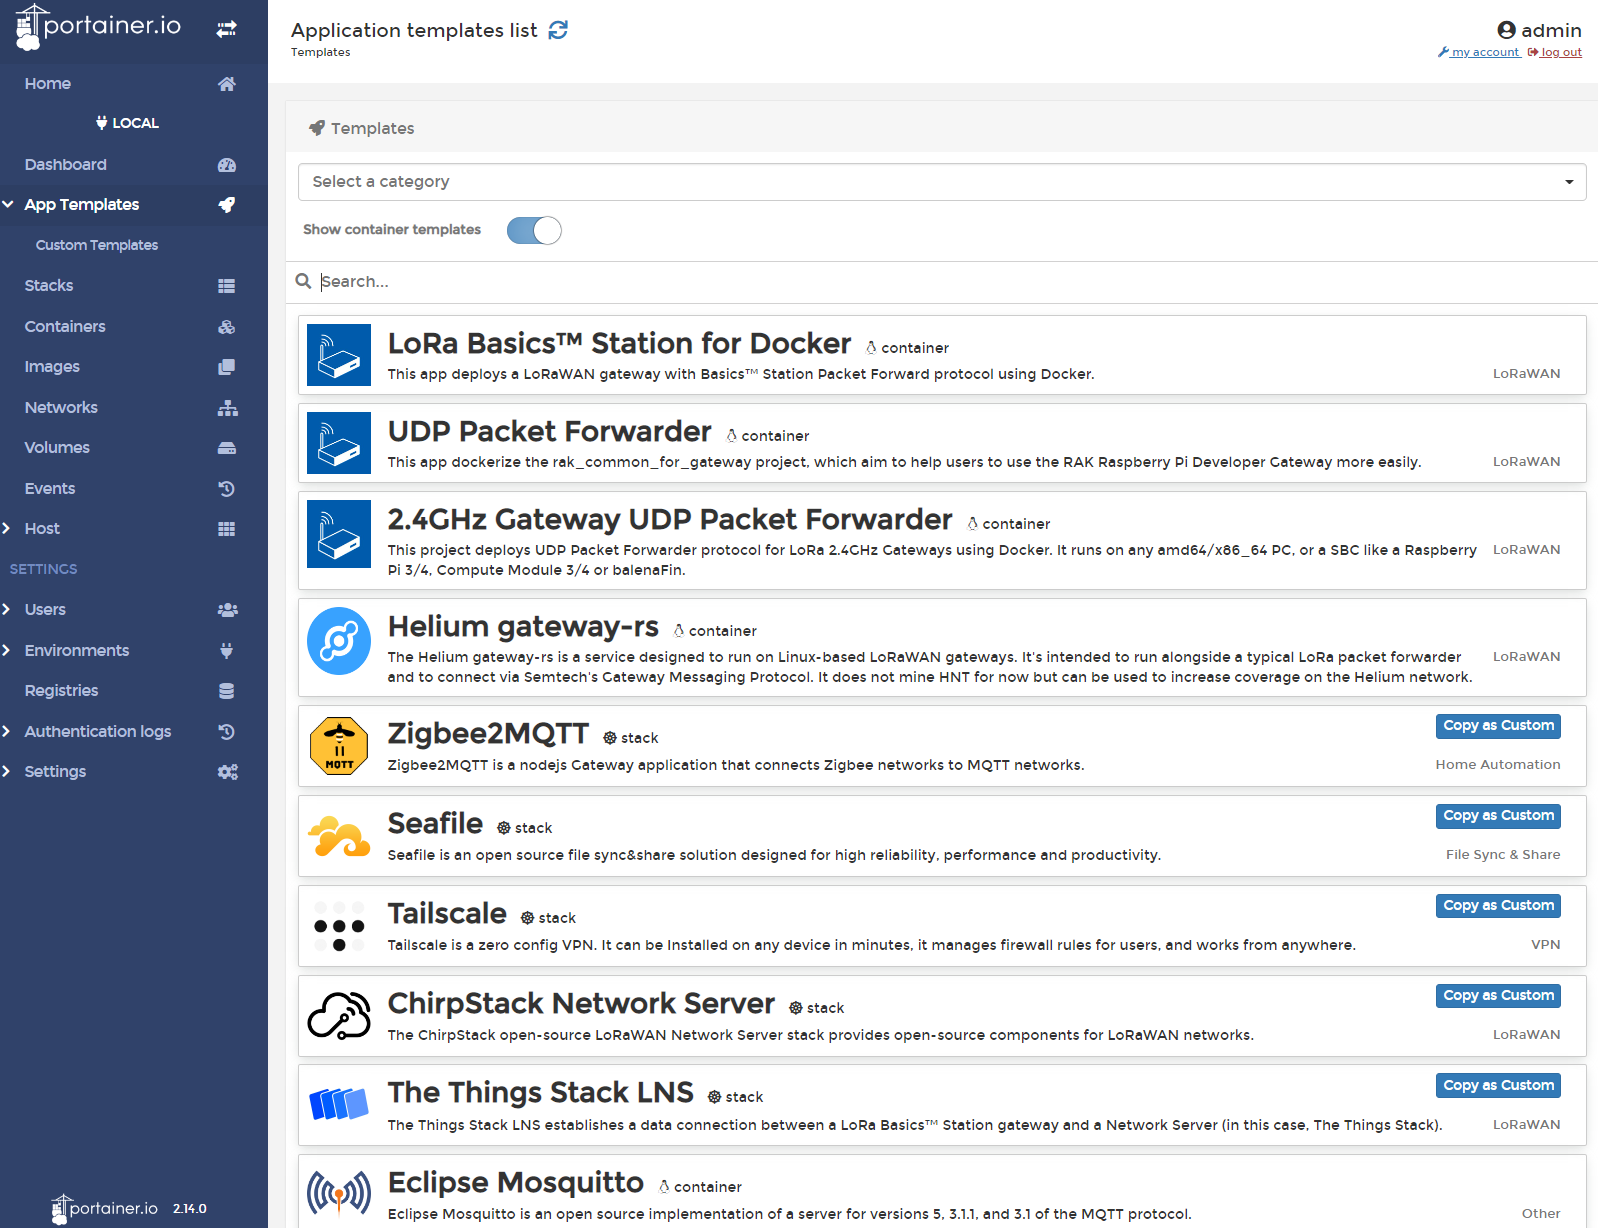 portainer.io
Home
LOCAL
Dashboard
App Templates
Custom Templates
Stacks
Containers
Images
Networks
Volumes
Events
Host
SETTINGS
Users
Environments
Registries
Authentication logs
Settings
portainer.io 2.14.0
Application templates list
Templates
admin
my account log out
Templates
Select a category
Show container templates
Search...
LoRa Basics™ Station for Docker container
This app deploys a LoRaWAN gateway with Basics™ Station Packet Forward protocol using Docker.
LoRaWAN
UDP Packet Forwarder container
This app dockerize the rak_common_for_gateway project, which aim to help users to use the RAK Raspberry Pi Developer Gateway more easily.
LoRaWAN
2.4GHz Gateway UDP Packet Forwarder container
This project deploys UDP Packet Forwarder protocol for LoRa 2.4GHz Gateways using Docker. It runs on any amd64/x86_64 PC, or a SBC like a Raspberry
Pi 3/4, Compute Module 3/4 or balenaFin.
LoRaWAN
Helium gateway-rs container
The Helium gateway-rs is a service designed to run on Linux-based LoRaWAN gateways. It's intended to run alongside a typical LoRa packet forwarder
and to connect via Semtech's Gateway Messaging Protocol. It does not mine HNT for now but can be used to increase coverage on the Helium network.
LoRaWAN
MQTT
Zigbee2MQTT stack
Zigbee2MQTT is a nodejs Gateway application that connects Zigbee networks to MQTT networks.
Copy as Custom
Home Automation
Seafile stack
Seafile is an open source file sync&share solution designed for high reliability, performance and productivity.
Copy as Custom
File Sync & Share
Tailscale stack
Tailscale is a zero config VPN. It can be Installed on any device in minutes, it manages firewall rules for users, and works from anywhere.
Copy as Custom
VPN
ChirpStack Network Server stack
The ChirpStack open-source LoRaWAN Network Server stack provides open-source components for LoRaWAN networks.
Copy as Custom
LoRaWAN
The Things Stack LNS stack
The Things Stack LNS establishes a data connection between a LoRa Basics™ Station gateway and a Network Server (in this case, The Things Stack).
Copy as Custom
LoRaWAN
Eclipse Mosquitto container
Eclipse Mosquitto is an open source implementation of a server for versions 5, 3.1.1, and 3.1 of the MQTT protocol.
Other